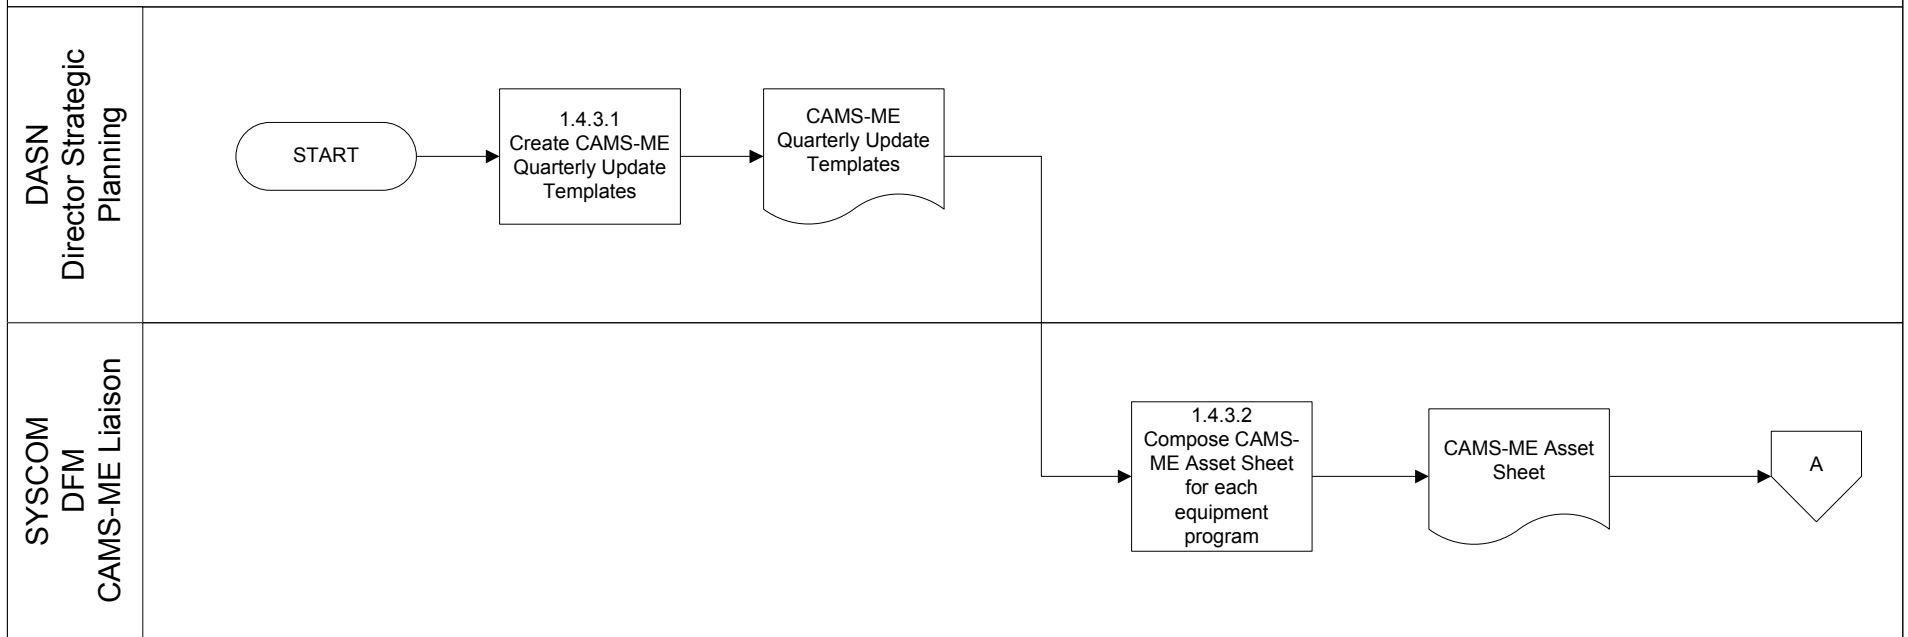 DASN
Director Strategic
Planning
START
1.4.3.1
Create CAMS-ME
Quarterly Update
Templates
CAMS-ME
Quarterly Update
Templates
SYSCOM
DFM
CAMS-ME Liaison
1.4.3.2
Compose CAMS-
ME Asset Sheet
for each
equipment
program
CAMS-ME Asset
Sheet
A